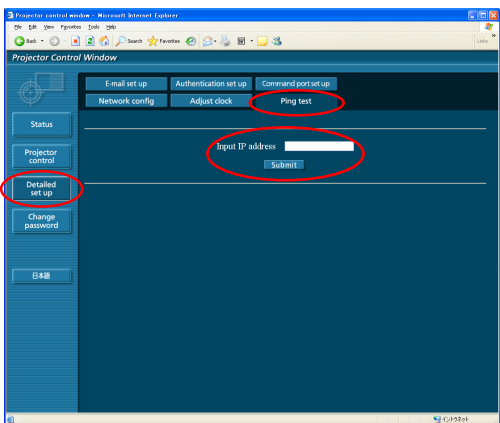 Projector control window - Microsoft Internet Explorer
File Edit View Favorites Tools Help
Back Search Favorites Links
Projector Control Window
E-mail set up Authentication set up Command port set up
Network config Adjust clock Ping test
Status
Projector control
Detailed set up
Change password
日本語
Input IP address
Submit
イントラネット